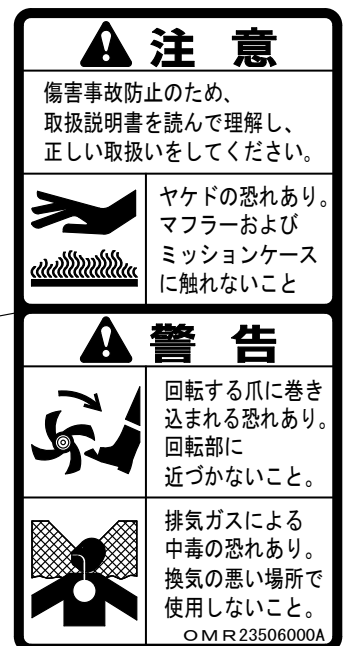 注意
傷害事故防止のため、
取扱説明書を読んで理解し、
正しい取扱いをしてください。
ヤケドの恐れあり。
マフラーおよび
ミッションケース
に触れないこと
警告
回転する爪に巻き
込まれる恐れあり。
回転部に
近づかないこと。
排気ガスによる
中毒の恐れあり。
換気の悪い場所で
使用しないこと。
OMR23506000A